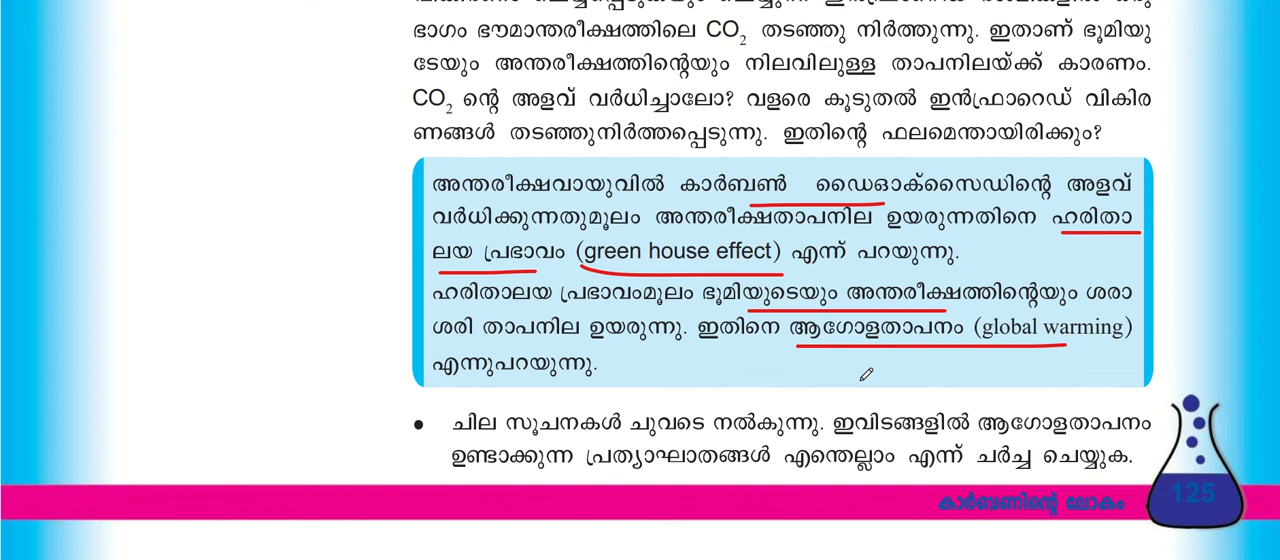 ഭാഗം ഭൗമാന്തരീക്ഷത്തിലെ CO₂ തടഞ്ഞു നിർത്തുന്നു. ഇതാണ് ഭൂമിയു
ടേയും അന്തരീക്ഷത്തിന്റെയും നിലവിലുള്ള താപനിലയ്ക്ക് കാരണം.
CO₂ ന്റെ അളവ് വർധിച്ചാലോ? വളരെ കൂടുതൽ ഇൻഫ്രാറെഡ് വികിര
ണങ്ങൾ തടഞ്ഞുനിർത്തപ്പെടുന്നു. ഇതിന്റെ ഫലമെന്തായിരിക്കും?
അന്തരീക്ഷവായുവിൽ കാർബൺ ഡൈഓക്സൈഡിന്റെ അളവ്
വർധിക്കുന്നതുമൂലം അന്തരീക്ഷതാപനില ഉയരുന്നതിനെ ഹരിതാ
ലയ പ്രഭാവം (green house effect) എന്ന് പറയുന്നു.
ഹരിതാലയ പ്രഭാവംമൂലം ഭൂമിയുടെയും അന്തരീക്ഷത്തിന്റെയും ശരാ
ശരി താപനില ഉയരുന്നു. ഇതിനെ ആഗോളതാപനം (global warming)
എന്നുപറയുന്നു.
• ചില സൂചനകൾ ചുവടെ നൽകുന്നു. ഇവിടങ്ങളിൽ ആഗോളതാപനം
ഉണ്ടാക്കുന്ന പ്രത്യാഘാതങ്ങൾ എന്തെല്ലാം എന്ന് ചർച്ച ചെയ്യുക.
കാർബണിന്റെ ലോകം
125